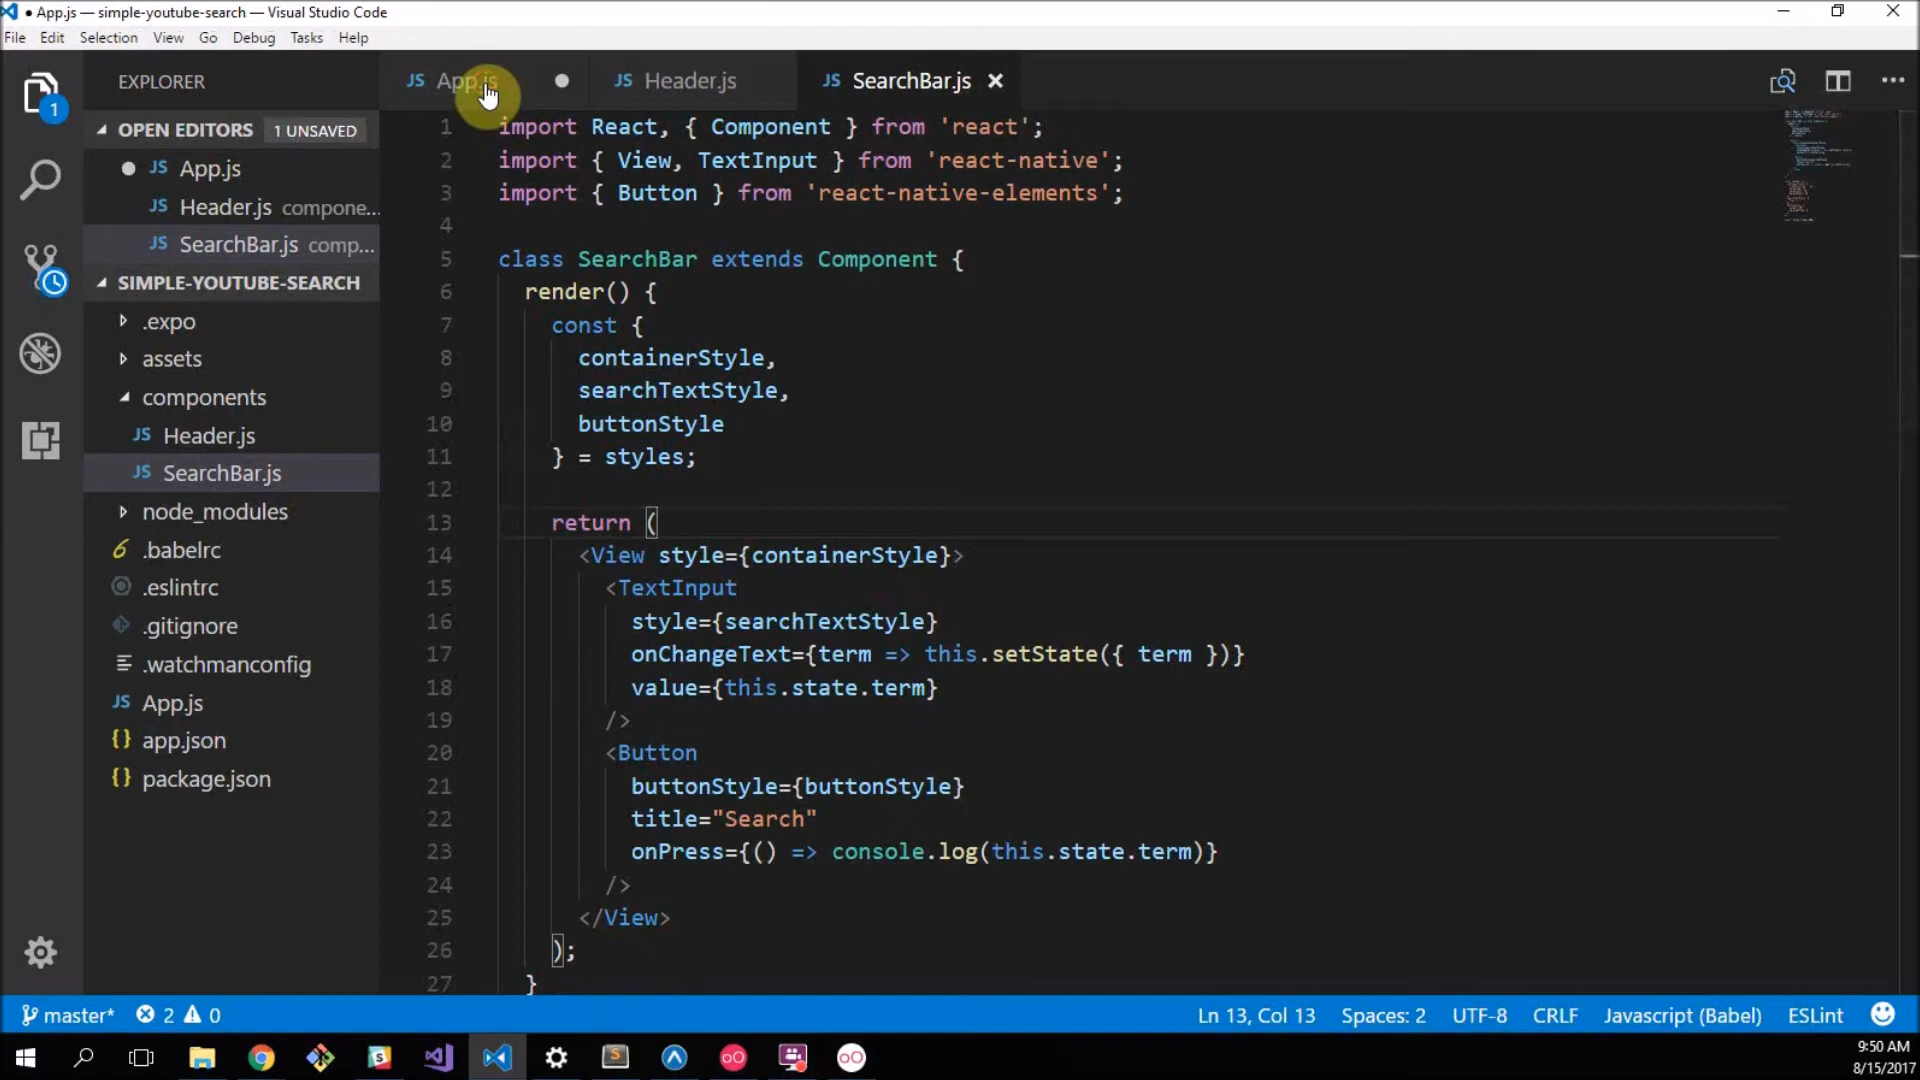 ● App.js — simple-youtube-search — Visual Studio Code
File Edit Selection View Go Debug Tasks Help
EXPLORER
1
OPEN EDITORS 1 UNSAVED
JS App.js
JS Header.js compone...
JS SearchBar.js comp...
SIMPLE-YOUTUBE-SEARCH
.expo
assets
components
JS Header.js
JS SearchBar.js
node_modules
6 .babelrc
.eslintrc
.gitignore
.watchmanconfig
JS App.js
{} app.json
{} package.json
JS App.js JS Header.js JS SearchBar.js
1 import React, { Component } from 'react';
2 import { View, TextInput } from 'react-native';
3 import { Button } from 'react-native-elements';
4
5 class SearchBar extends Component {
6 render() {
7 const {
8 containerStyle,
9 searchTextStyle,
10 buttonStyle
11 } = styles;
12
13 return (
14 <View style={containerStyle}>
15 <TextInput
16 style={searchTextStyle}
17 onChangeText={term => this.setState({ term })}
18 value={this.state.term}
19 />
20 <Button
21 buttonStyle={buttonStyle}
22 title="Search"
23 onPress={() => console.log(this.state.term)}
24 />
25 </View>
26 );
27 }
master* 2 0 Ln 13, Col 13 Spaces: 2 UTF-8 CRLF Javascript (Babel) ESLint
9:50 AM
8/15/2017